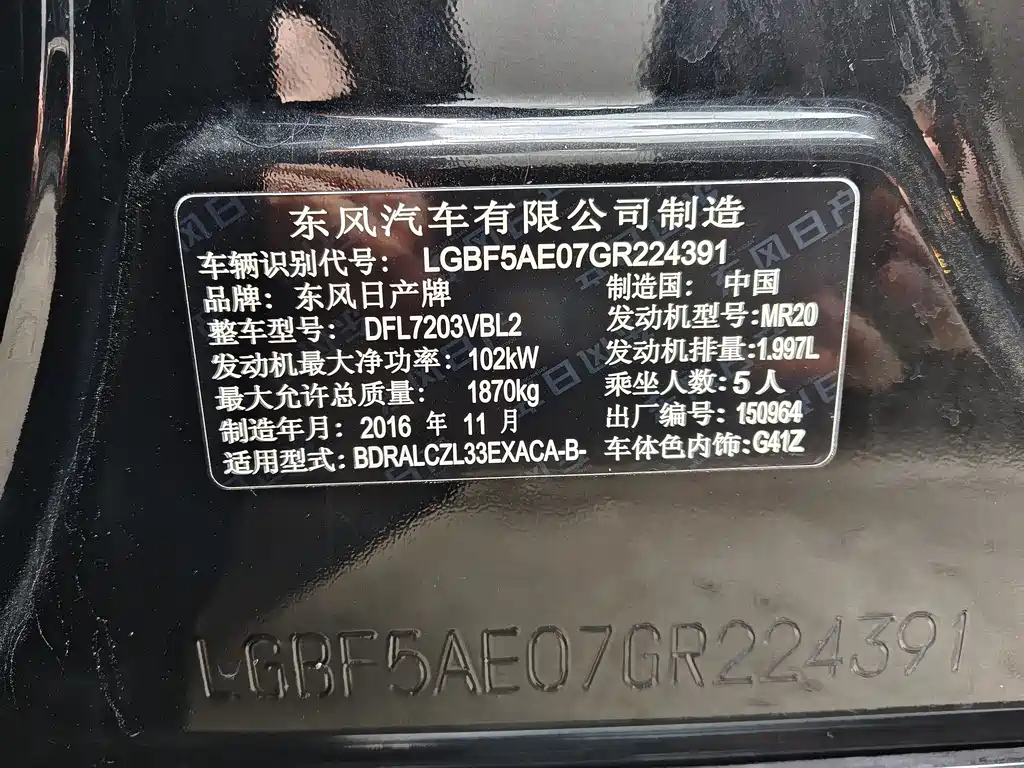 东风汽车有限公司制造
车辆识别代号： LGBF5AE07GR224391
品牌：东风日产牌 制造国：中国
整车型号： DFL7203VBL2 发动机型号:MR20
发动机最大净功率： 102kW 发动机排量:1.997L
最大允许总质量： 1870kg 乘坐人数:5人
制造年月：2016 年 11 月 出厂编号:150964
适用型式:BDRALCZL33EXACA-B- 车体色内饰:G41Z
LGBF5AE07GR224391